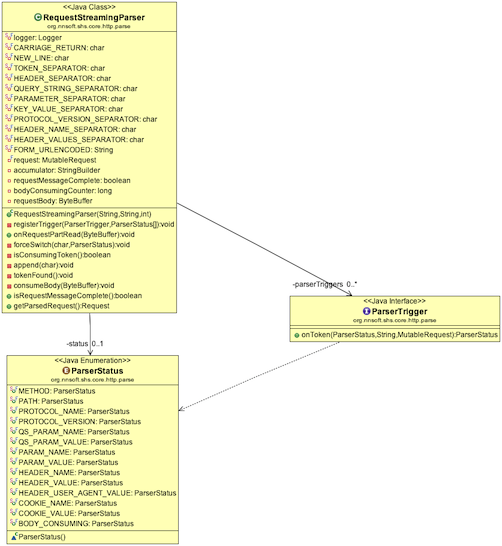 <<Java Class>>
RequestStreamingParser
org.nnsoft.shs.core.http.parse
logger: Logger
CARRIAGE_RETURN: char
NEW_LINE: char
TOKEN_SEPARATOR: char
HEADER_SEPARATOR: char
QUERY_STRING_SEPARATOR: char
PARAMETER_SEPARATOR: char
KEY_VALUE_SEPARATOR: char
PROTOCOL_VERSION_SEPARATOR: char
HEADER_NAME_SEPARATOR: char
HEADER_VALUES_SEPARATOR: char
FORM_URLENCODED: String
request: MutableRequest
accumulator: StringBuilder
requestMessageComplete: boolean
bodyConsumingCounter: long
requestBody: ByteBuffer
RequestStreamingParser(String,String,int)
registerTrigger(ParserTrigger,ParserStatus[]):void
onRequestPartRead(ByteBuffer):void
forceSwitch(char,ParserStatus):void
isConsumingToken():boolean
append(char):void
tokenFound():void
consumeBody(ByteBuffer):void
isRequestMessageComplete():boolean
getParsedRequest():Request
-parserTriggers 0..*
<<Java Interface>>
ParserTrigger
org.nnsoft.shs.core.http.parse
onToken(ParserStatus,String,MutableRequest):ParserStatus
-status 0..1
<<Java Enumeration>>
ParserStatus
org.nnsoft.shs.core.http.parse
METHOD: ParserStatus
PATH: ParserStatus
PROTOCOL_NAME: ParserStatus
PROTOCOL_VERSION: ParserStatus
QS_PARAM_NAME: ParserStatus
QS_PARAM_VALUE: ParserStatus
PARAM_NAME: ParserStatus
PARAM_VALUE: ParserStatus
HEADER_NAME: ParserStatus
HEADER_VALUE: ParserStatus
HEADER_USER_AGENT_VALUE: ParserStatus
COOKIE_NAME: ParserStatus
COOKIE_VALUE: ParserStatus
BODY_CONSUMING: ParserStatus
ParserStatus()